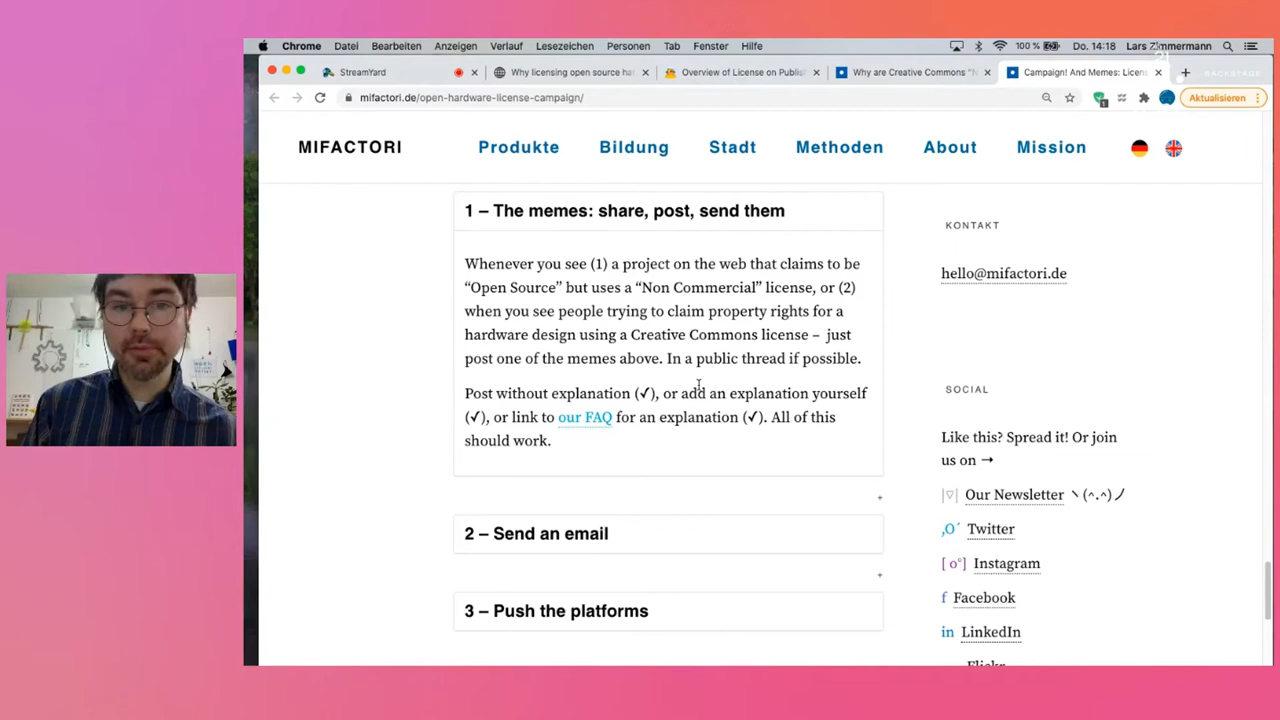 Chrome Datei Bearbeiten Anzeigen Verlauf Lesezeichen Personen Tab Fenster Hilfe 100 % Do. 14:18 Lars Zimmermann
StreamYard Why licensing open source ha Overview of License on Publis Why are Creative Commons "N Campaign! And Memes: Licens BACKSTAGE
mifactori.de/open-hardware-license-campaign/ Aktualisieren
MIFACTORI Produkte Bildung Stadt Methoden About Mission
1 – The memes: share, post, send them
Whenever you see (1) a project on the web that claims to be
“Open Source” but uses a “Non Commercial” license, or (2)
when you see people trying to claim property rights for a
hardware design using a Creative Commons license – just
post one of the memes above. In a public thread if possible.
Post without explanation (✓), or add an explanation yourself
(✓), or link to our FAQ for an explanation (✓). All of this
should work.
2 – Send an email
3 – Push the platforms
KONTAKT
hello@mifactori.de
SOCIAL
Like this? Spread it! Or join
us on →
|▽| Our Newsletter ヽ(^.^)ノ
,O´ Twitter
[ o°] Instagram
f Facebook
in LinkedIn
Flickr